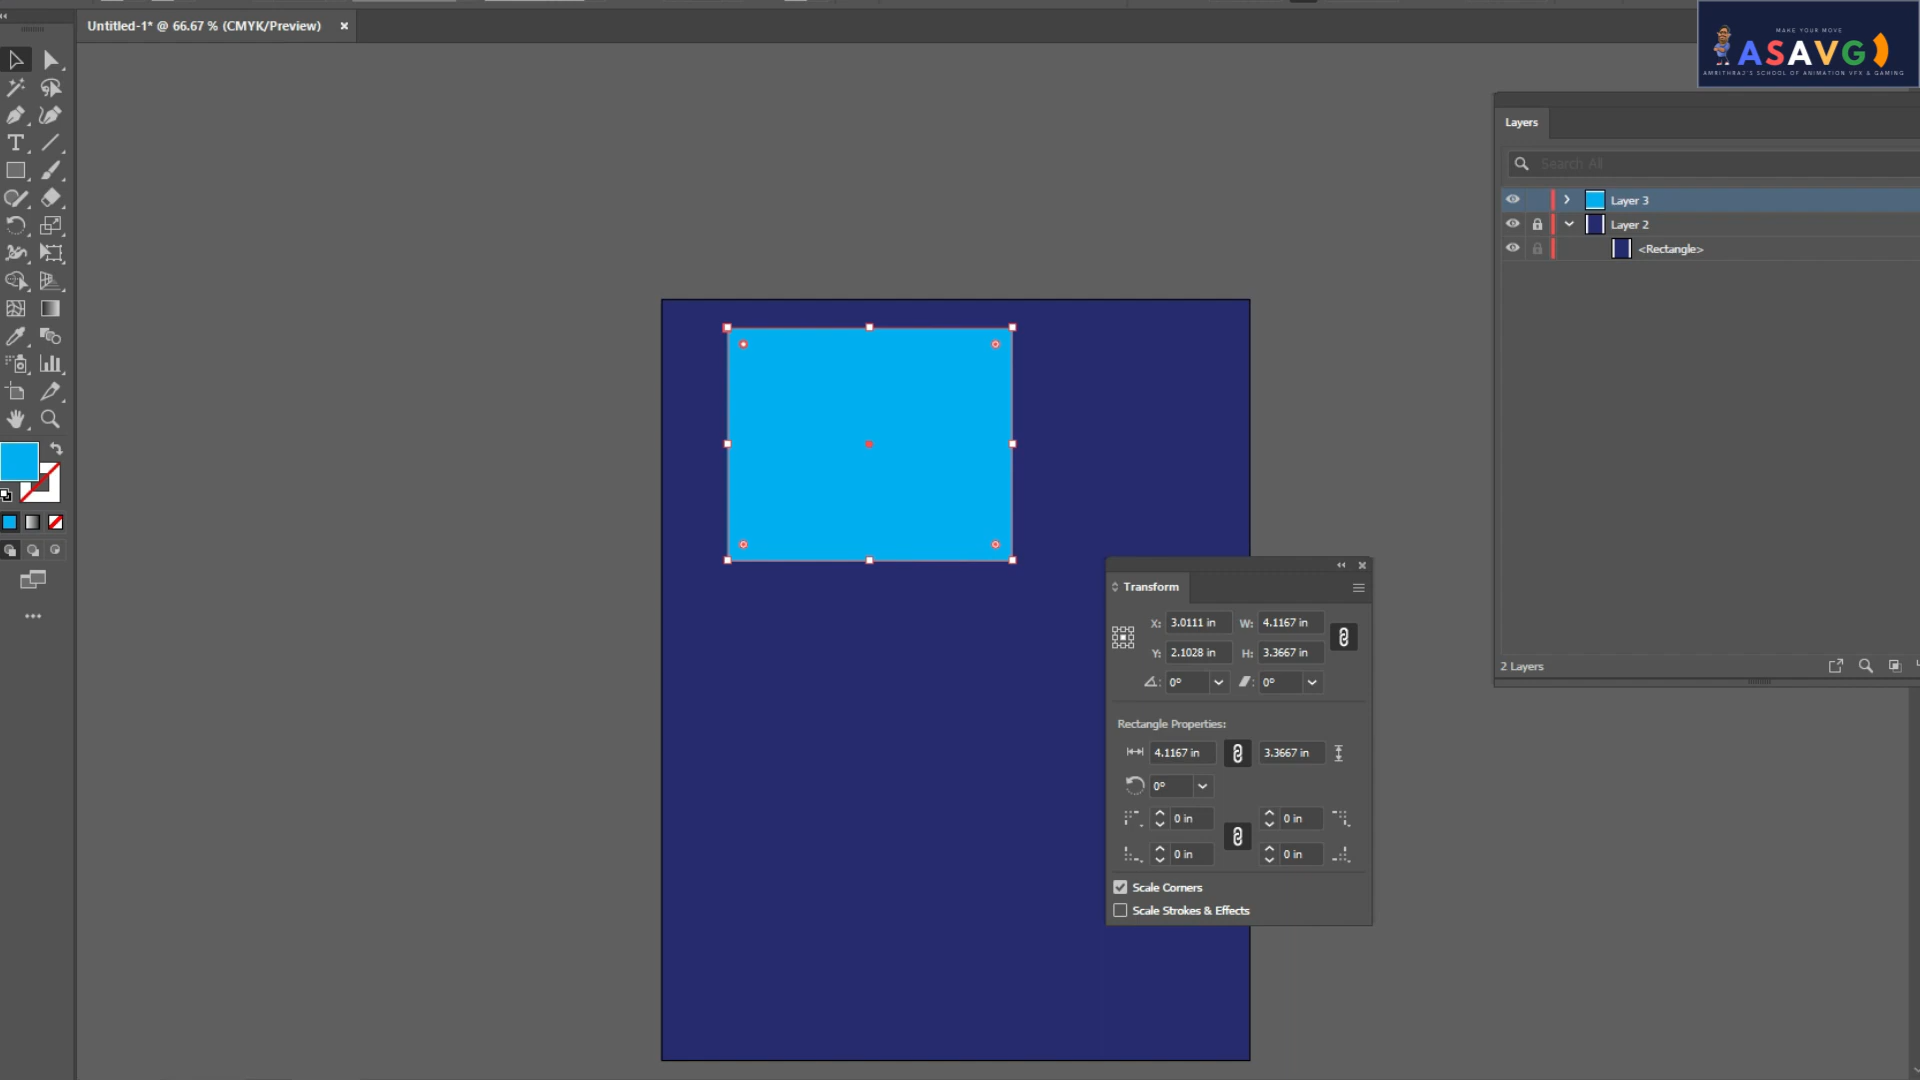 Untitled-1* @ 66.67 % (CMYK/Preview)
MAKE YOUR MOVE
ASAVG
AMRITHRAJ'S SCHOOL OF ANIMATION VFX & GAMING
Layers
Search All
Layer 3
Layer 2
<Rectangle>
2 Layers
Transform
X: 3.0111 in W: 4.1167 in
Y: 2.1028 in H: 3.3667 in
0° 0°
Rectangle Properties:
4.1167 in 3.3667 in
0°
0 in 0 in
0 in 0 in
Scale Corners
Scale Strokes & Effects